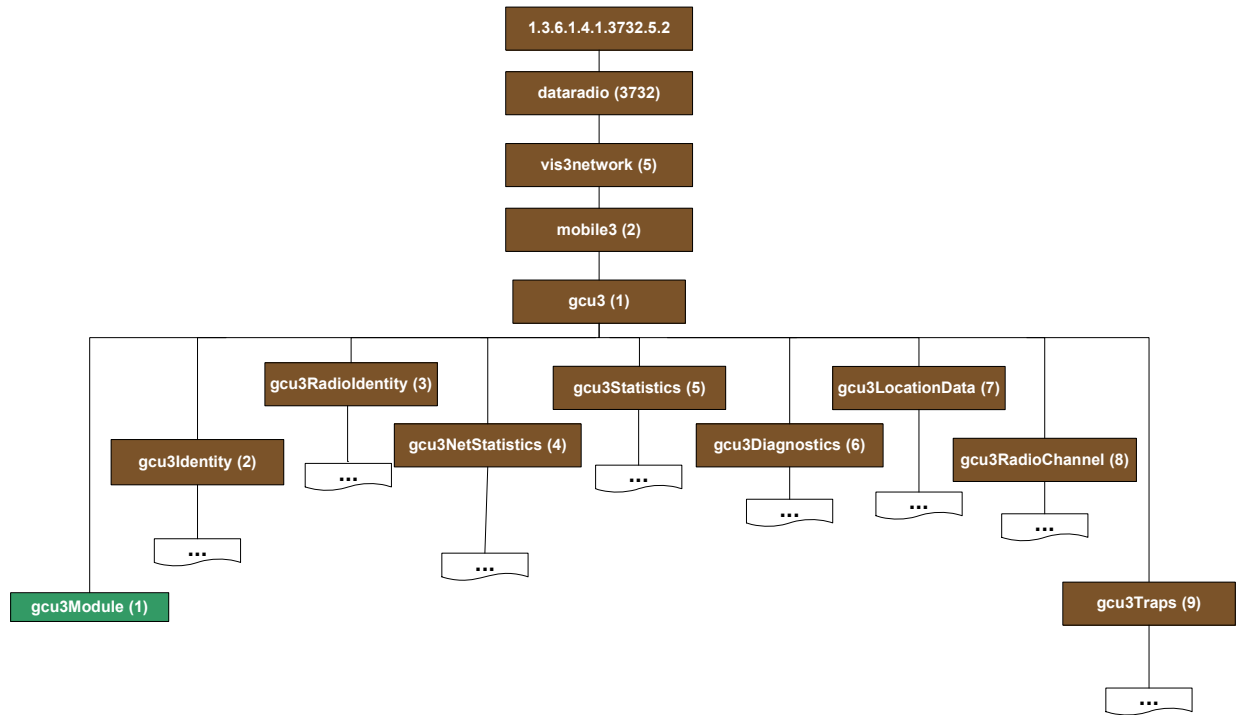 1.3.6.1.4.1.3732.5.2
dataradio (3732)
vis3network (5)
mobile3 (2)
gcu3 (1)
gcu3RadioIdentity (3)
gcu3Statistics (5)
gcu3LocationData (7)
gcu3Identity (2)
gcu3NetStatistics (4)
gcu3Diagnostics (6)
gcu3RadioChannel (8)
...
...
...
...
...
...
...
gcu3Module (1)
gcu3Traps (9)
...